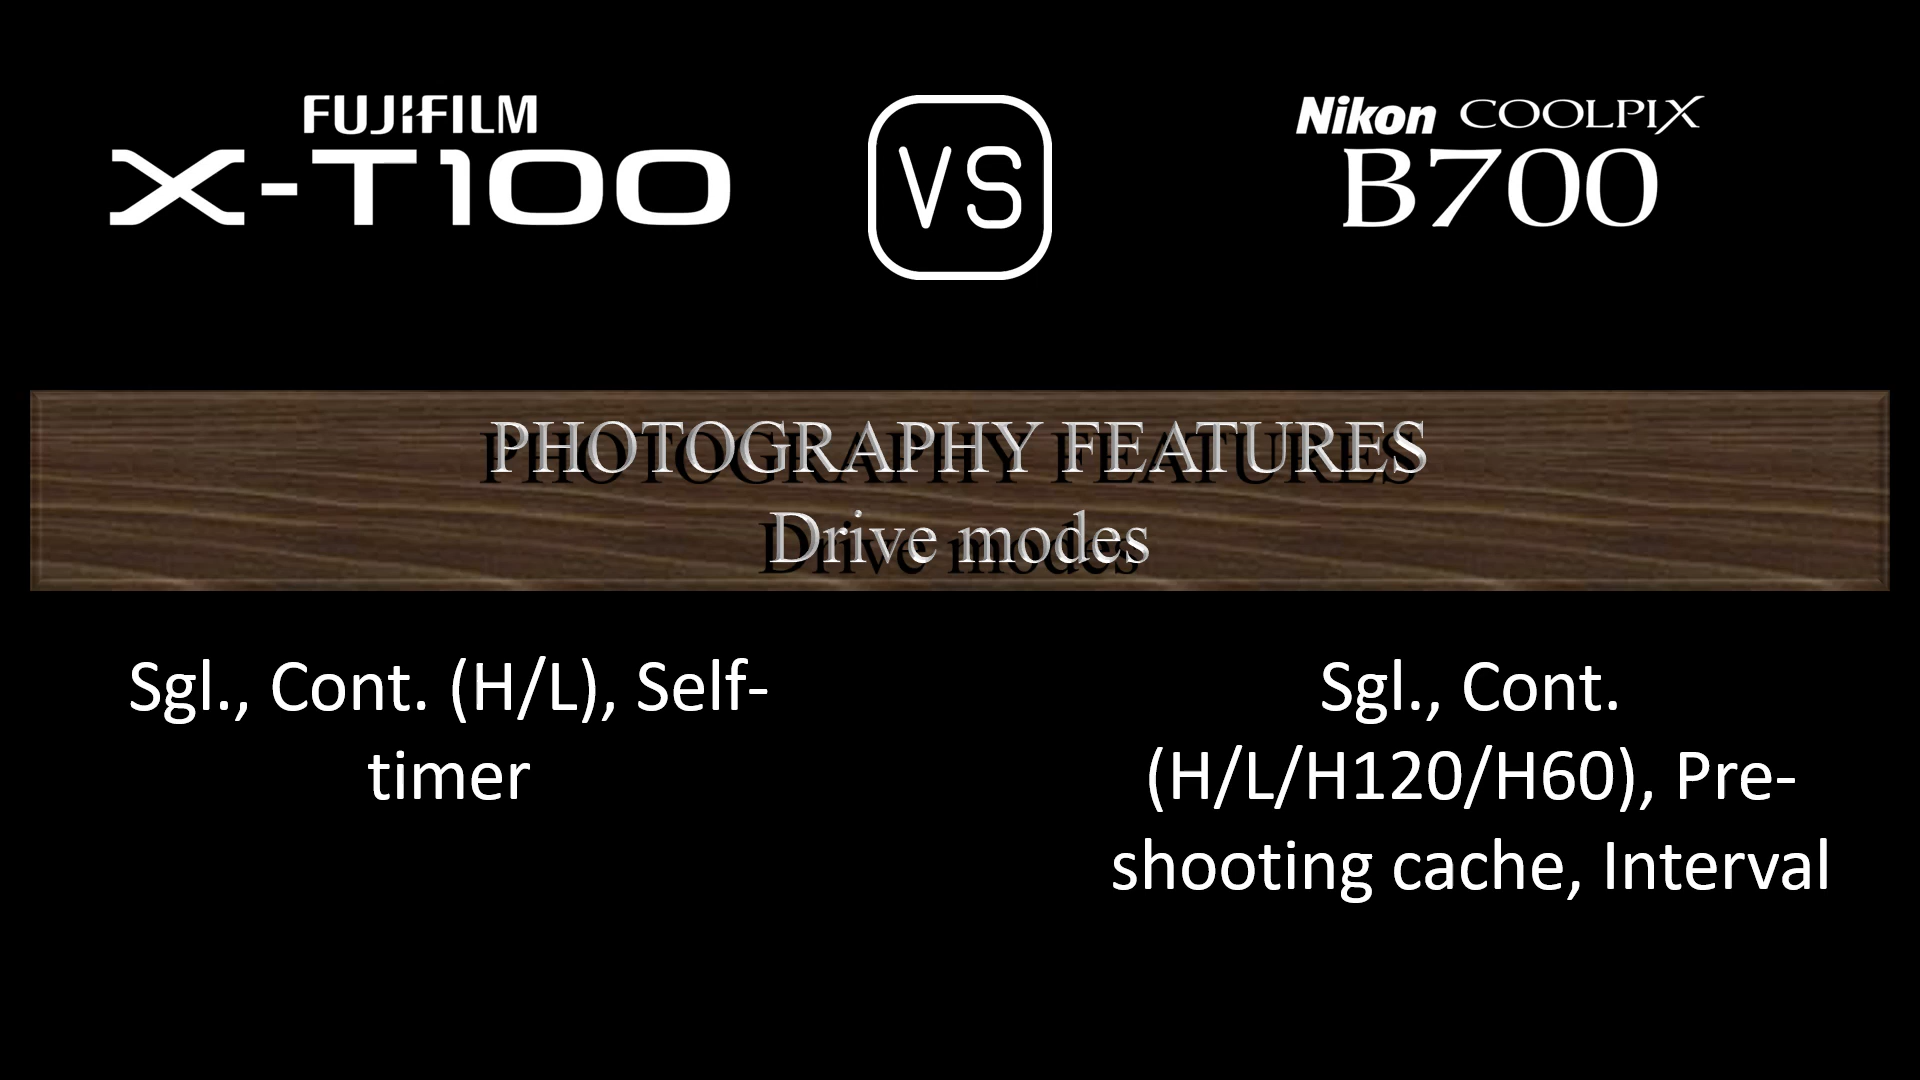 FUJIFILM
X-T100
VS
Nikon COOLPIX
B700
PHOTOGRAPHY FEATURES
Drive modes
Sgl., Cont. (H/L), Self-
timer
Sgl., Cont.
(H/L/H120/H60), Pre-
shooting cache, Interval